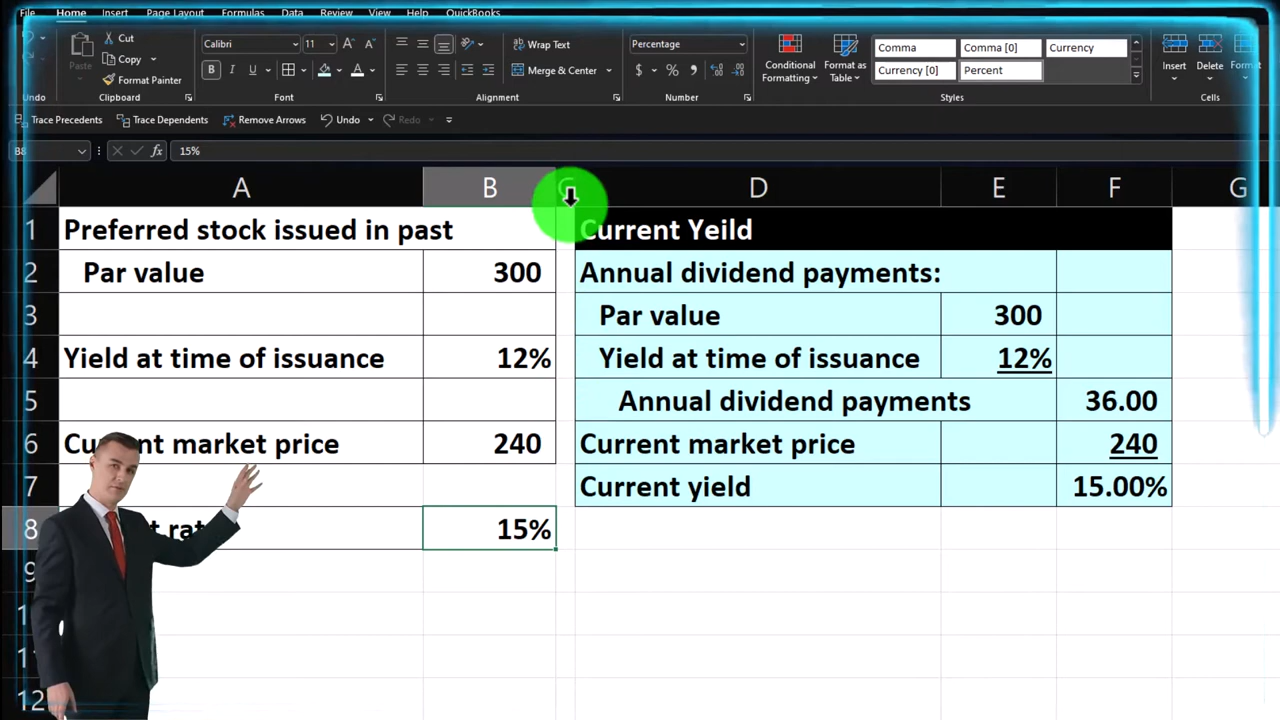 File Home Insert Draw Page Layout Formulas Data Review View Help QuickBooks
Cut
Copy
Format Painter
Paste
Calibri 11
Wrap Text
Merge & Center
Percentage
Conditional
Formatting
Format as
Table
Comma Comma [0] Currency
Currency [0] Percent
Insert Delete Format
Undo Clipboard Font Alignment Number Styles Cells
Trace Precedents Trace Dependents Remove Arrows Undo Redo
B8 fx 15%
A B C D E F G
1 Preferred stock issued in past Current Yeild
2 Par value 300 Annual dividend payments:
3 Par value 300
4 Yield at time of issuance 12% Yield at time of issuance 12%
5 Annual dividend payments 36.00
6 Current market price 240 Current market price 240
7 Current yield 15.00%
8 15%
9
12